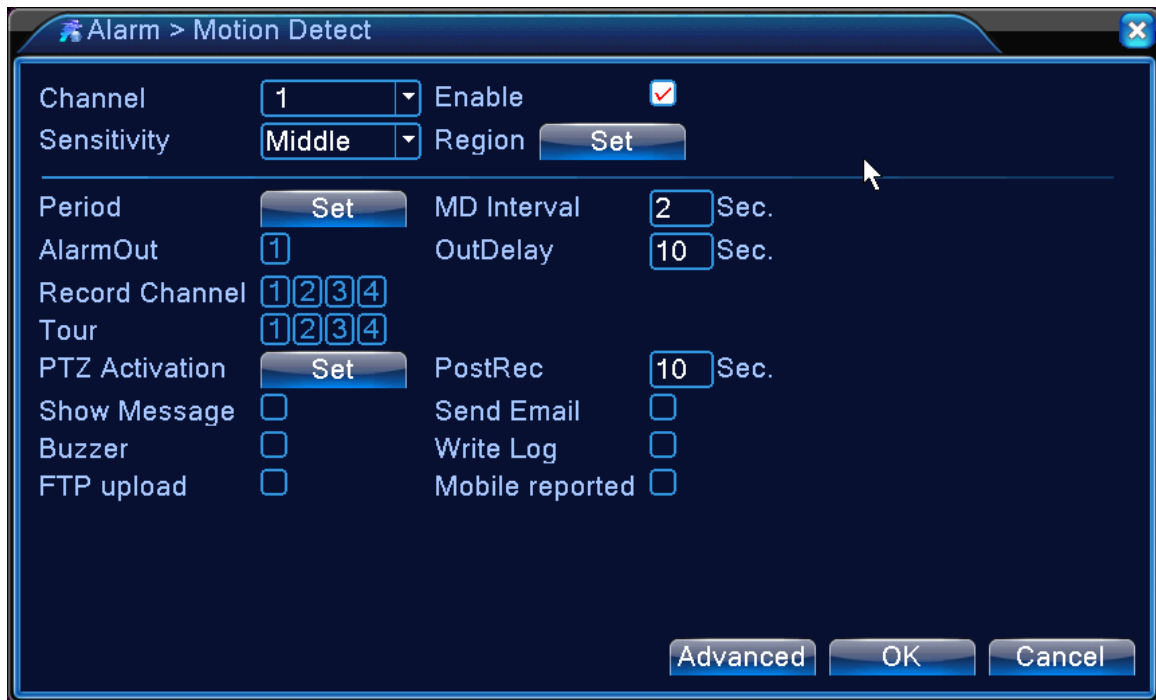 Alarm > Motion Detect
Channel 1 Enable
Sensitivity Middle Region Set
Period Set MD Interval 2 Sec.
AlarmOut 1 OutDelay 10 Sec.
Record Channel 1 2 3 4
Tour 1 2 3 4
PTZ Activation Set PostRec 10 Sec.
Show Message Send Email
Buzzer Write Log
FTP upload Mobile reported
Advanced OK Cancel